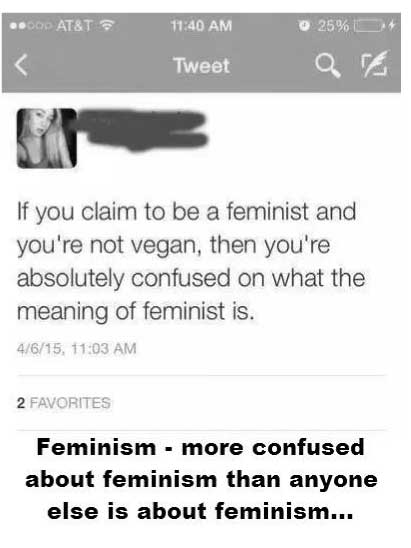 AT&T 11:40 AM 25%
Tweet
If you claim to be a feminist and
you're not vegan, then you're
absolutely confused on what the
meaning of feminist is.
4/6/15, 11:03 AM
2 FAVORITES
Feminism - more confused
about feminism than anyone
else is about feminism...